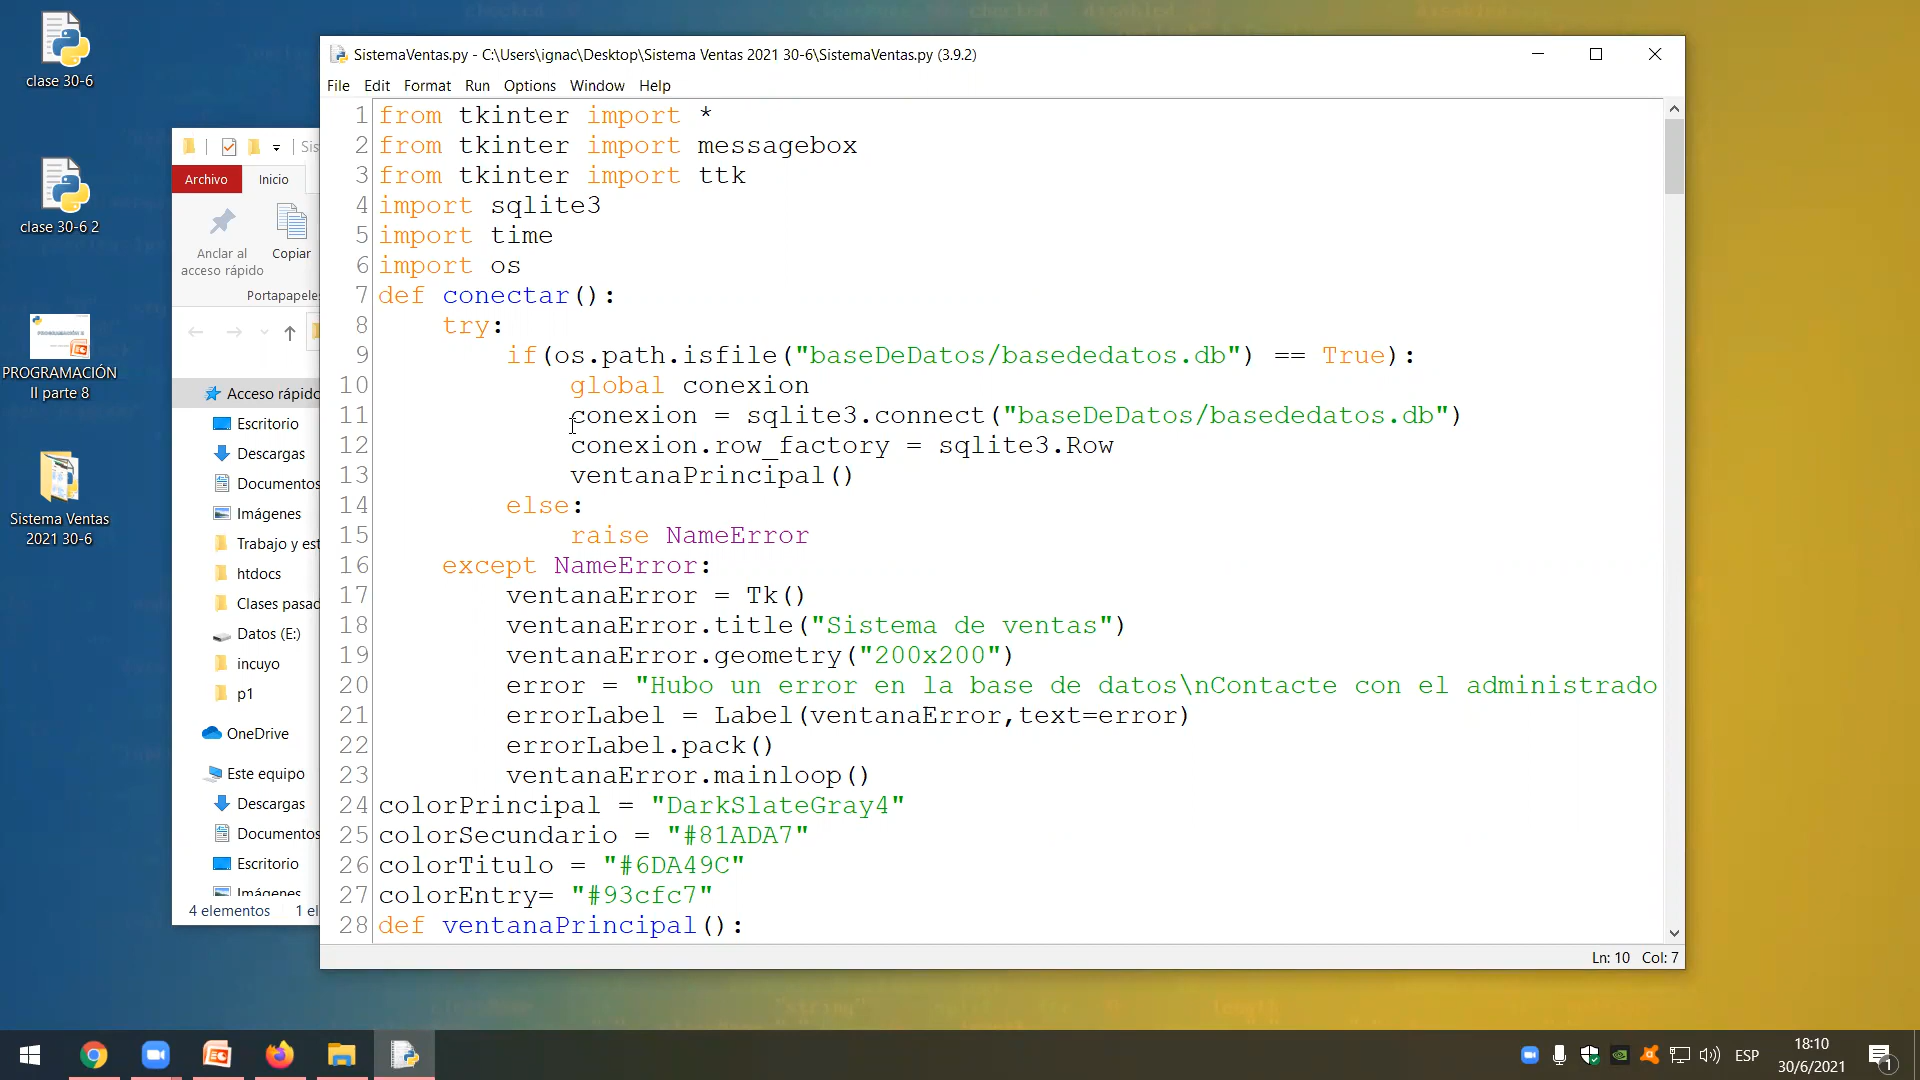 clase 30-6
clase 30-6 2
PROGRAMACIÓN
II parte 8
Sistema Ventas
2021 30-6
Sis
Archivo
Inicio
Anclar al
acceso rápido
Copiar
Portapapeles
Acceso rápido
Escritorio
Descargas
Documentos
Imágenes
Trabajo y est
htdocs
Clases pasad
Datos (E:)
incuyo
p1
OneDrive
Este equipo
Descargas
Documentos
Escritorio
Imágenes
4 elementos
1 el
SistemaVentas.py - C:\Users\ignac\Desktop\Sistema Ventas 2021 30-6\SistemaVentas.py (3.9.2)
File Edit Format Run Options Window Help
1 from tkinter import *
2 from tkinter import messagebox
3 from tkinter import ttk
4 import sqlite3
5 import time
6 import os
7 def conectar():
8     try:
9         if(os.path.isfile("baseDeDatos/basededatos.db") == True):
10             global conexion
11             conexion = sqlite3.connect("baseDeDatos/basededatos.db")
12             conexion.row_factory = sqlite3.Row
13             ventanaPrincipal()
14         else:
15             raise NameError
16     except NameError:
17         ventanaError = Tk()
18         ventanaError.title("Sistema de ventas")
19         ventanaError.geometry("200x200")
20         error = "Hubo un error en la base de datos\nContacte con el administrado
21         errorLabel = Label(ventanaError,text=error)
22         errorLabel.pack()
23         ventanaError.mainloop()
24 colorPrincipal = "DarkSlateGray4"
25 colorSecundario = "#81ADA7"
26 colorTitulo = "#6DA49C"
27 colorEntry= "#93cfc7"
28 def ventanaPrincipal():
Ln: 10 Col: 7
ESP
18:10
30/6/2021
1